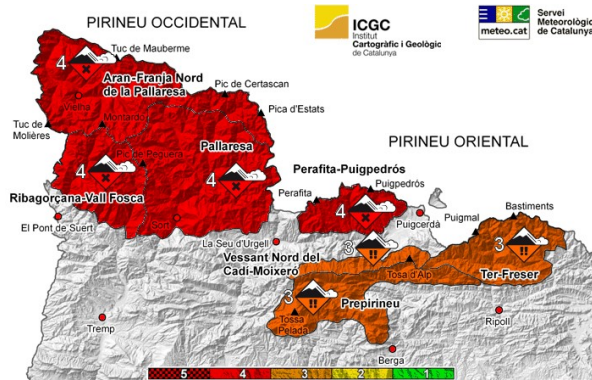 PIRINEU OCCIDENTAL
ICGC
Institut
Cartogràfic i Geològic
de Catalunya
meteo.cat
Servei
Meteorològic
de Catalunya
Tuc de Mauberme
4
Aran-Franja Nord
de la Pallaresa
Vielha
Pic de Certascan
Pica d'Estats
Tuc de
Molières
Montardo
Pallaresa
PIRINEU ORIENTAL
Pic de Peguera
4
4
Perafita-Puigpedrós
Ribagorçana-Vall Fosca
Perafita
Puigpedrós
4
Puigcerdà
Bastiments
Puigmal
El Pont de Suert
Sort
La Seu d'Urgell
3
3
Vessant Nord del
Cadí-Moixeró
Tosa d'Alp
Ter-Freser
3
Prepirineu
Tossa
Pelada
Tremp
Ripoll
Berga
5
4
3
2
1